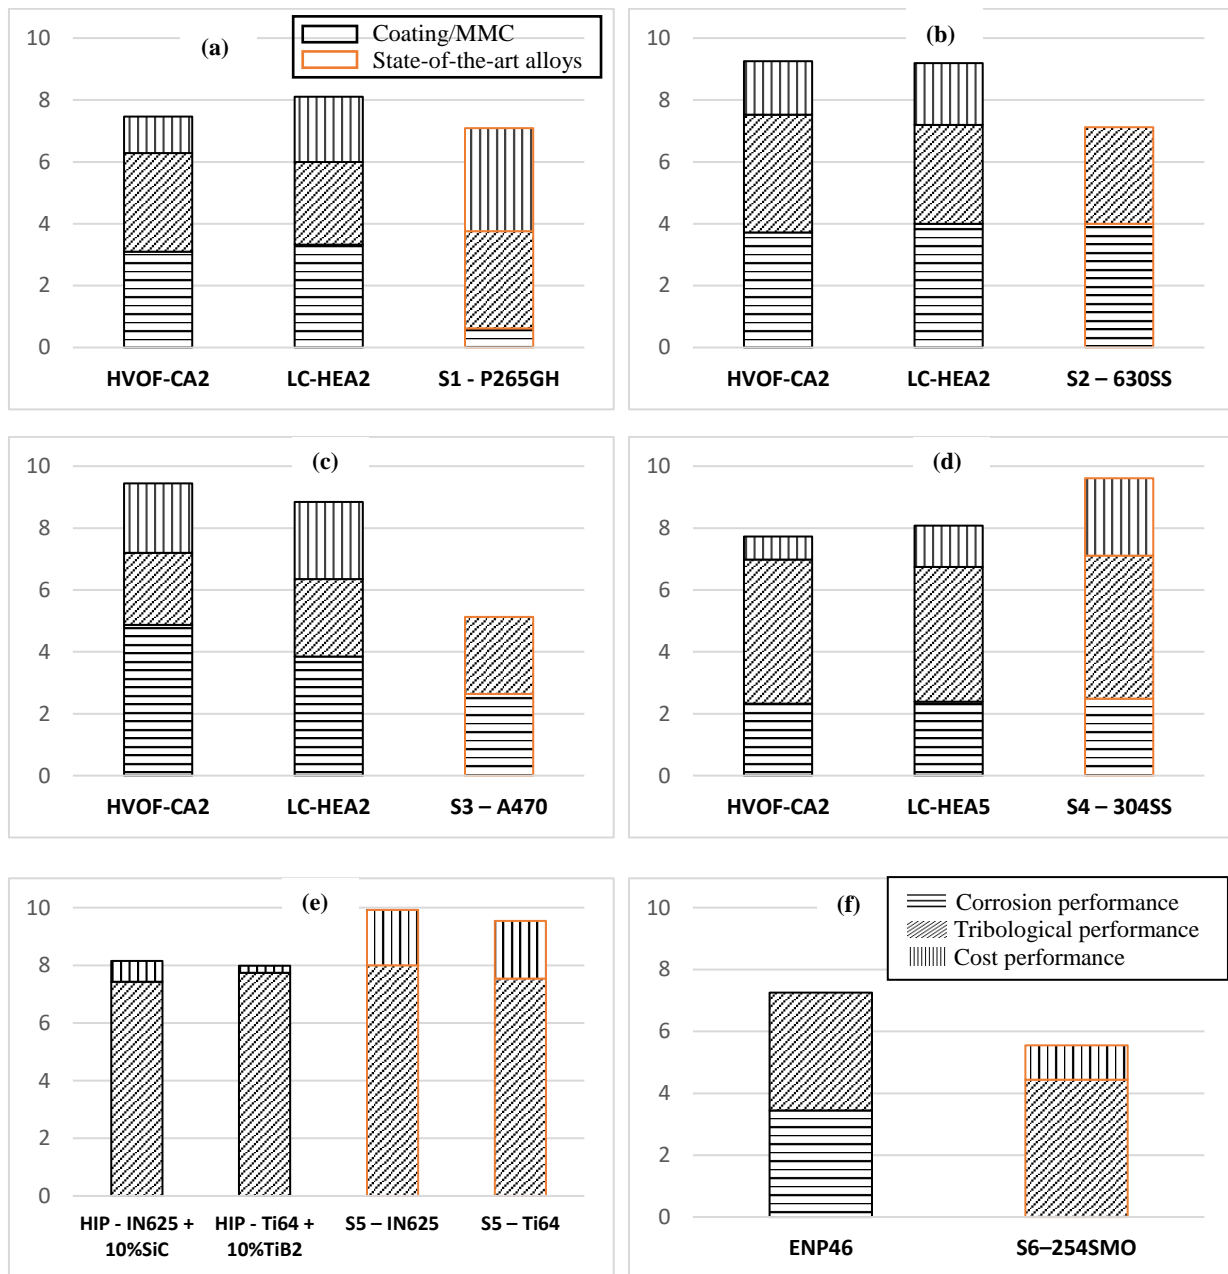 (a)
Coating/MMC
State-of-the-art alloys
10
8
6
4
2
0
HVOF-CA2 LC-HEA2 S1 - P265GH
(b)
10
8
6
4
2
0
HVOF-CA2 LC-HEA2 S2 – 630SS
(c)
10
8
6
4
2
0
HVOF-CA2 LC-HEA2 S3 – A470
(d)
10
8
6
4
2
0
HVOF-CA2 LC-HEA5 S4 – 304SS
(e)
10
8
6
4
2
0
HIP - IN625 + HIP - Ti64 + S5 – IN625 S5 – Ti64
10%SiC 10%TiB2
(f)
Corrosion performance
Tribological performance
Cost performance
10
8
6
4
2
0
ENP46 S6–254SMO